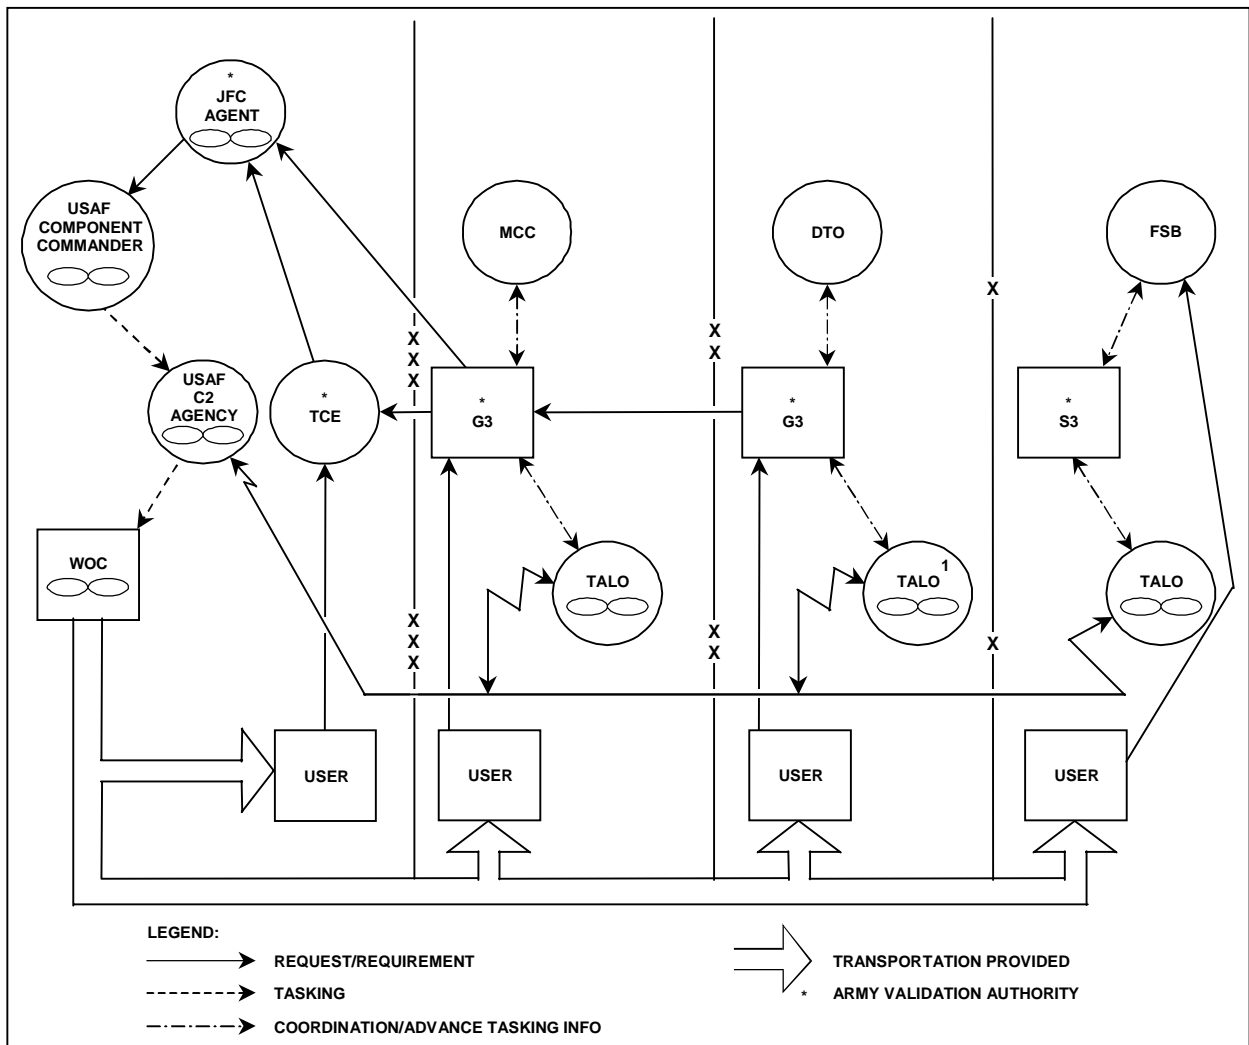 *
JFC
AGENT
USAF
COMPONENT
COMMANDER
MCC
DTO
FSB
X
X
X
X
X
X
USAF
C2
AGENCY
*
TCE
*
G3
*
G3
*
S3
WOC
TALO
TALO 1
TALO
X
X
X
X
X
X
USER
USER
USER
USER
LEGEND:
REQUEST/REQUIREMENT
TASKING
COORDINATION/ADVANCE TASKING INFO
TRANSPORTATION PROVIDED
* ARMY VALIDATION AUTHORITY